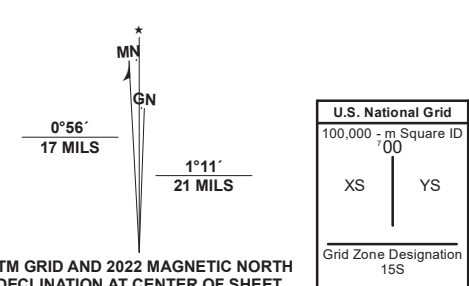 ★
MN
GN
0°56´
17 MILS
1°11´
21 MILS
TM GRID AND 2022 MAGNETIC NORTH
DECLINATION AT CENTER OF SHEET
U.S. National Grid
100,000 - m Square ID
⁷00
XS YS
Grid Zone Designation
15S